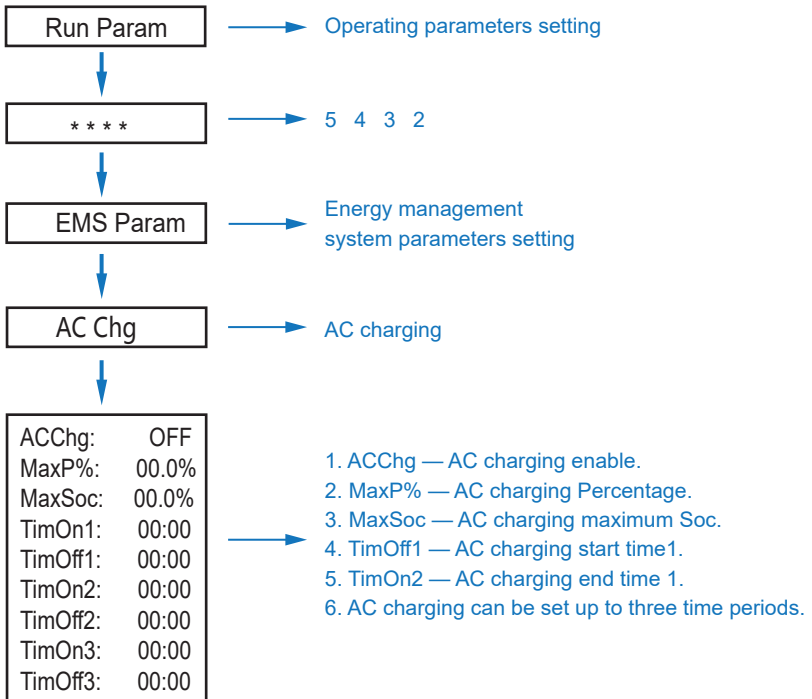 Run Param
Operating parameters setting
* * * *
5 4 3 2
EMS Param
Energy management
system parameters setting
AC Chg
AC charging
ACChg: OFF
MaxP%: 00.0%
MaxSoc: 00.0%
TimOn1: 00:00
TimOff1: 00:00
TimOn2: 00:00
TimOff2: 00:00
TimOn3: 00:00
TimOff3: 00:00
1. ACChg — AC charging enable.
2. MaxP% — AC charging Percentage.
3. MaxSoc — AC charging maximum Soc.
4. TimOff1 — AC charging start time1.
5. TimOn2 — AC charging end time 1.
6. AC charging can be set up to three time periods.